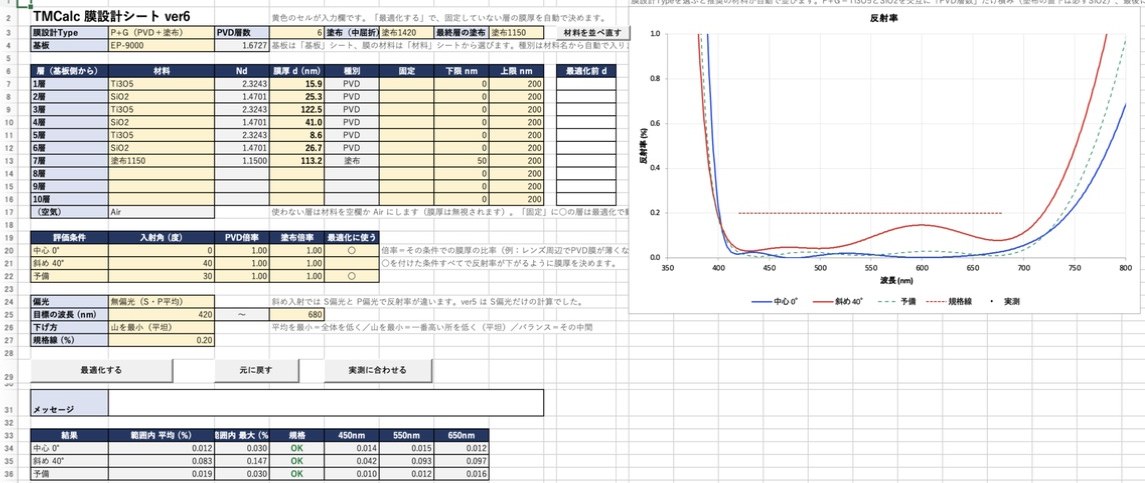 TMCalc 膜設計シート ver6
黄色のセルが入力欄です。「最適化する」で、固定していない層の膜厚を自動で決めます。
膜設計Type P+G（PVD＋塗布） PVD層数 6 塗布（中屈折） 塗布1420 最終層の塗布 塗布1150 材料を並べ直す
基板 EP-9000 1.6727 基板は「基板」シート、膜の材料は「材料」シートから選びます。種別は材料名から自動で入り
層（基板側から） 材料 Nd 膜厚 d (nm) 種別 固定 下限 nm 上限 nm 最適化前 d
1層 Ti3O5 2.3243 15.9 PVD 0 200
2層 SiO2 1.4701 25.3 PVD 0 200
3層 Ti3O5 2.3243 122.5 PVD 0 200
4層 SiO2 1.4701 41.0 PVD 0 200
5層 Ti3O5 2.3243 8.6 PVD 0 200
6層 SiO2 1.4701 26.7 PVD 0 200
7層 塗布1150 1.1500 113.2 塗布 50 200
8層 0 200
9層 0 200
10層 0 200
（空気） Air 使わない層は材料を空欄か Air にします（膜厚は無視されます）。「固定」に○の層は最適化で
評価条件 入射角 (度) PVD倍率 塗布倍率 最適化に使う
中心 0° 0 1.00 1.00 ○ 倍率＝その条件での膜厚の比率（例：レンズ周辺でPVD膜が薄くな
斜め 40° 40 1.00 1.00 ○を付けた条件すべてで反射率が下がるように膜厚を決めます。
予備 30 1.00 1.00 ○
偏光 無偏光（S・P平均） 斜め入射では S偏光と P偏光で反射率が違います。ver5 は S偏光だけの計算でした。
目標の波長 (nm) 420 ～ 680
下げ方 山を最小（平坦） 平均を最小＝全体を低く／山を最小＝一番高い所を低く（平坦）／バランス＝その中間
規格線 (%) 0.20
最適化する 元に戻す 実測に合わせる
メッセージ
結果 範囲内 平均 (%) 範囲内 最大 (% 規格 450nm 550nm 650nm
中心 0° 0.012 0.030 OK 0.014 0.015 0.012
斜め 40° 0.083 0.147 OK 0.042 0.093 0.097
予備 0.019 0.030 OK 0.010 0.012 0.016
反射率
反射率 (%)
1.0
0.8
0.6
0.4
0.2
0.0
350 400 450 500 550 600 650 700 750 800
波長 (nm)
中心 0° 斜め 40° 予備 規格線 実測